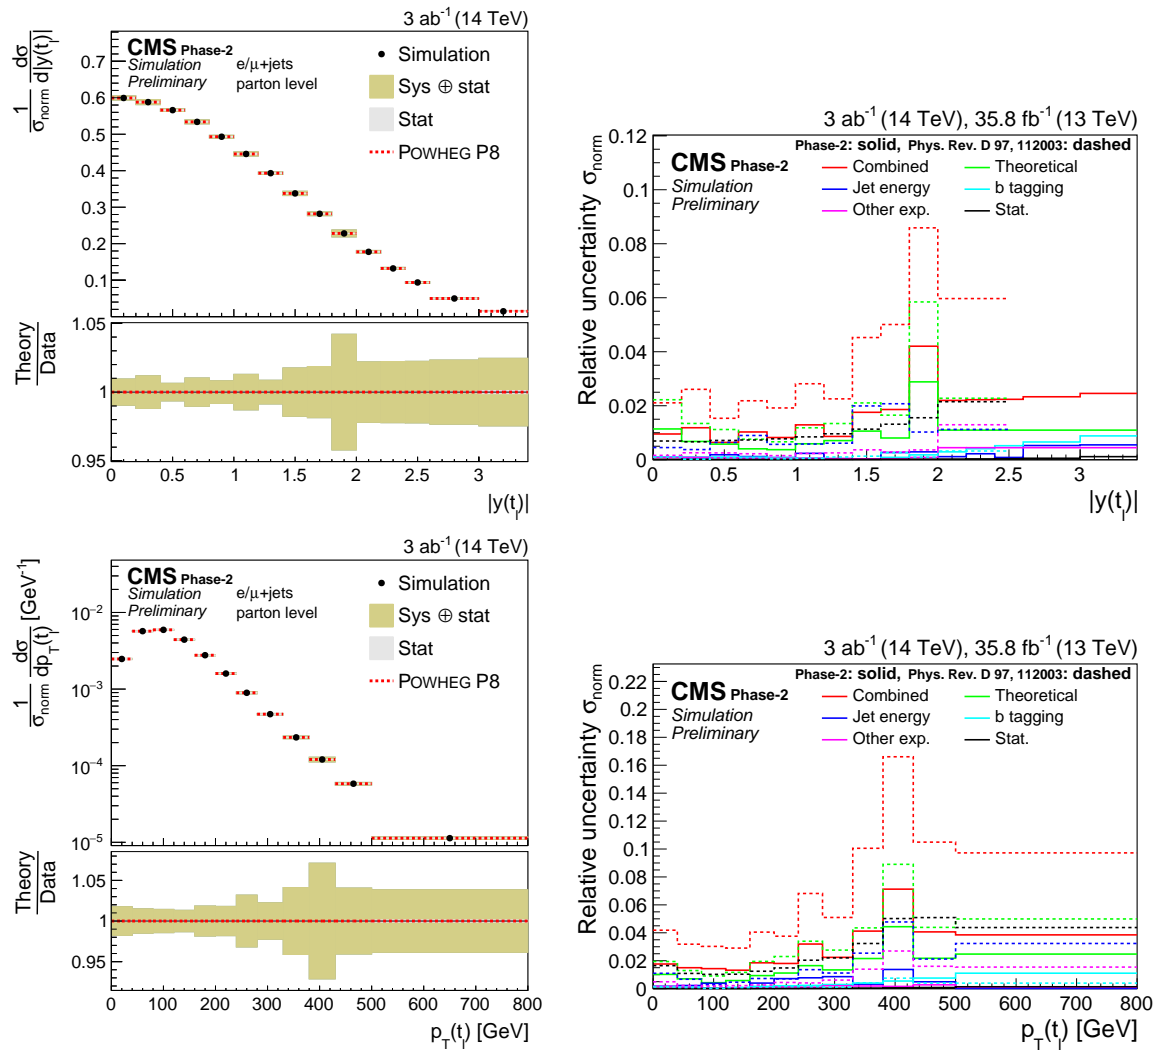 3 ab⁻¹ (14 TeV)
CMS Phase-2
Simulation
Preliminary
e/μ+jets
parton level
Simulation
Sys ⊕ stat
Stat
POWHEG P8
1/σnorm dσ/d|y(tₗ)|
0.7
0.6
0.5
0.4
0.3
0.2
0.1
Theory
Data
1.05
1
0.95
0 0.5 1 1.5 2 2.5 3
|y(tₗ)|
3 ab⁻¹ (14 TeV), 35.8 fb⁻¹ (13 TeV)
Phase-2: solid, Phys. Rev. D 97, 112003: dashed
CMS Phase-2
Simulation
Preliminary
Combined
Theoretical
Jet energy
b tagging
Other exp.
Stat.
Relative uncertainty σnorm
0.12
0.1
0.08
0.06
0.04
0.02
0
0 0.5 1 1.5 2 2.5 3
|y(tₗ)|
3 ab⁻¹ (14 TeV)
CMS Phase-2
Simulation
Preliminary
e/μ+jets
parton level
Simulation
Sys ⊕ stat
Stat
POWHEG P8
1/σnorm dσ/dpT(tₗ) [GeV⁻¹]
10⁻²
10⁻³
10⁻⁴
10⁻⁵
Theory
Data
1.05
1
0.95
0 100 200 300 400 500 600 700 800
pT(tₗ) [GeV]
3 ab⁻¹ (14 TeV), 35.8 fb⁻¹ (13 TeV)
Phase-2: solid, Phys. Rev. D 97, 112003: dashed
CMS Phase-2
Simulation
Preliminary
Combined
Theoretical
Jet energy
b tagging
Other exp.
Stat.
Relative uncertainty σnorm
0.22
0.2
0.18
0.16
0.14
0.12
0.1
0.08
0.06
0.04
0.02
0
0 100 200 300 400 500 600 700 800
pT(tₗ) [GeV]